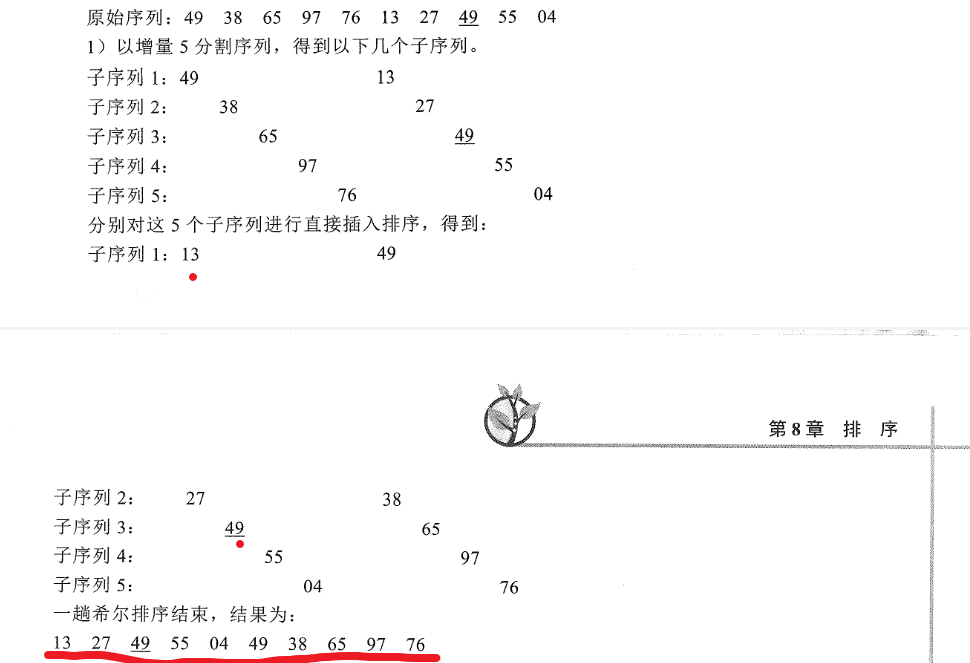 原始序列：49 38 65 97 76 13 27 49 55 04
1）以增量 5 分割序列，得到以下几个子序列。
子序列 1：49 13
子序列 2： 38 27
子序列 3： 65 49
子序列 4： 97 55
子序列 5： 76 04
分别对这 5 个子序列进行直接插入排序，得到：
子序列 1：13 49
第 8 章 排 序
子序列 2： 27 38
子序列 3： 49 65
子序列 4： 55 97
子序列 5： 04 76
一趟希尔排序结束，结果为：
13 27 49 55 04 49 38 65 97 76